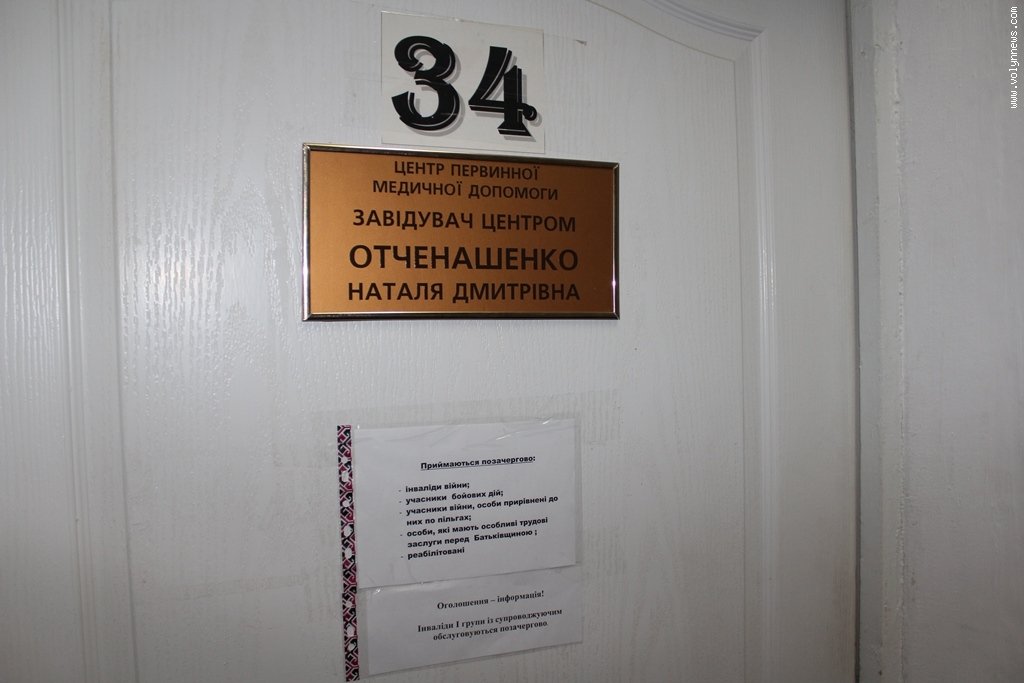 34
ЦЕНТР ПЕРВИННОЇ
МЕДИЧНОЇ ДОПОМОГИ
ЗАВІДУВАЧ ЦЕНТРОМ
ОТЧЕНАШЕНКО
НАТАЛЯ ДМИТРІВНА
Приймаються позачергово:
- інваліди війни;
- учасники бойових дій;
- учасники війни, особи прирівнені до
них по пільгах;
- особи, які мають особливі трудові
заслуги перед Батьківщиною ;
- реабілітовані
Оголошення – інформація!
Інваліди І групи із супроводжуючим
обслуговуються позачергово
www.volynnews.com